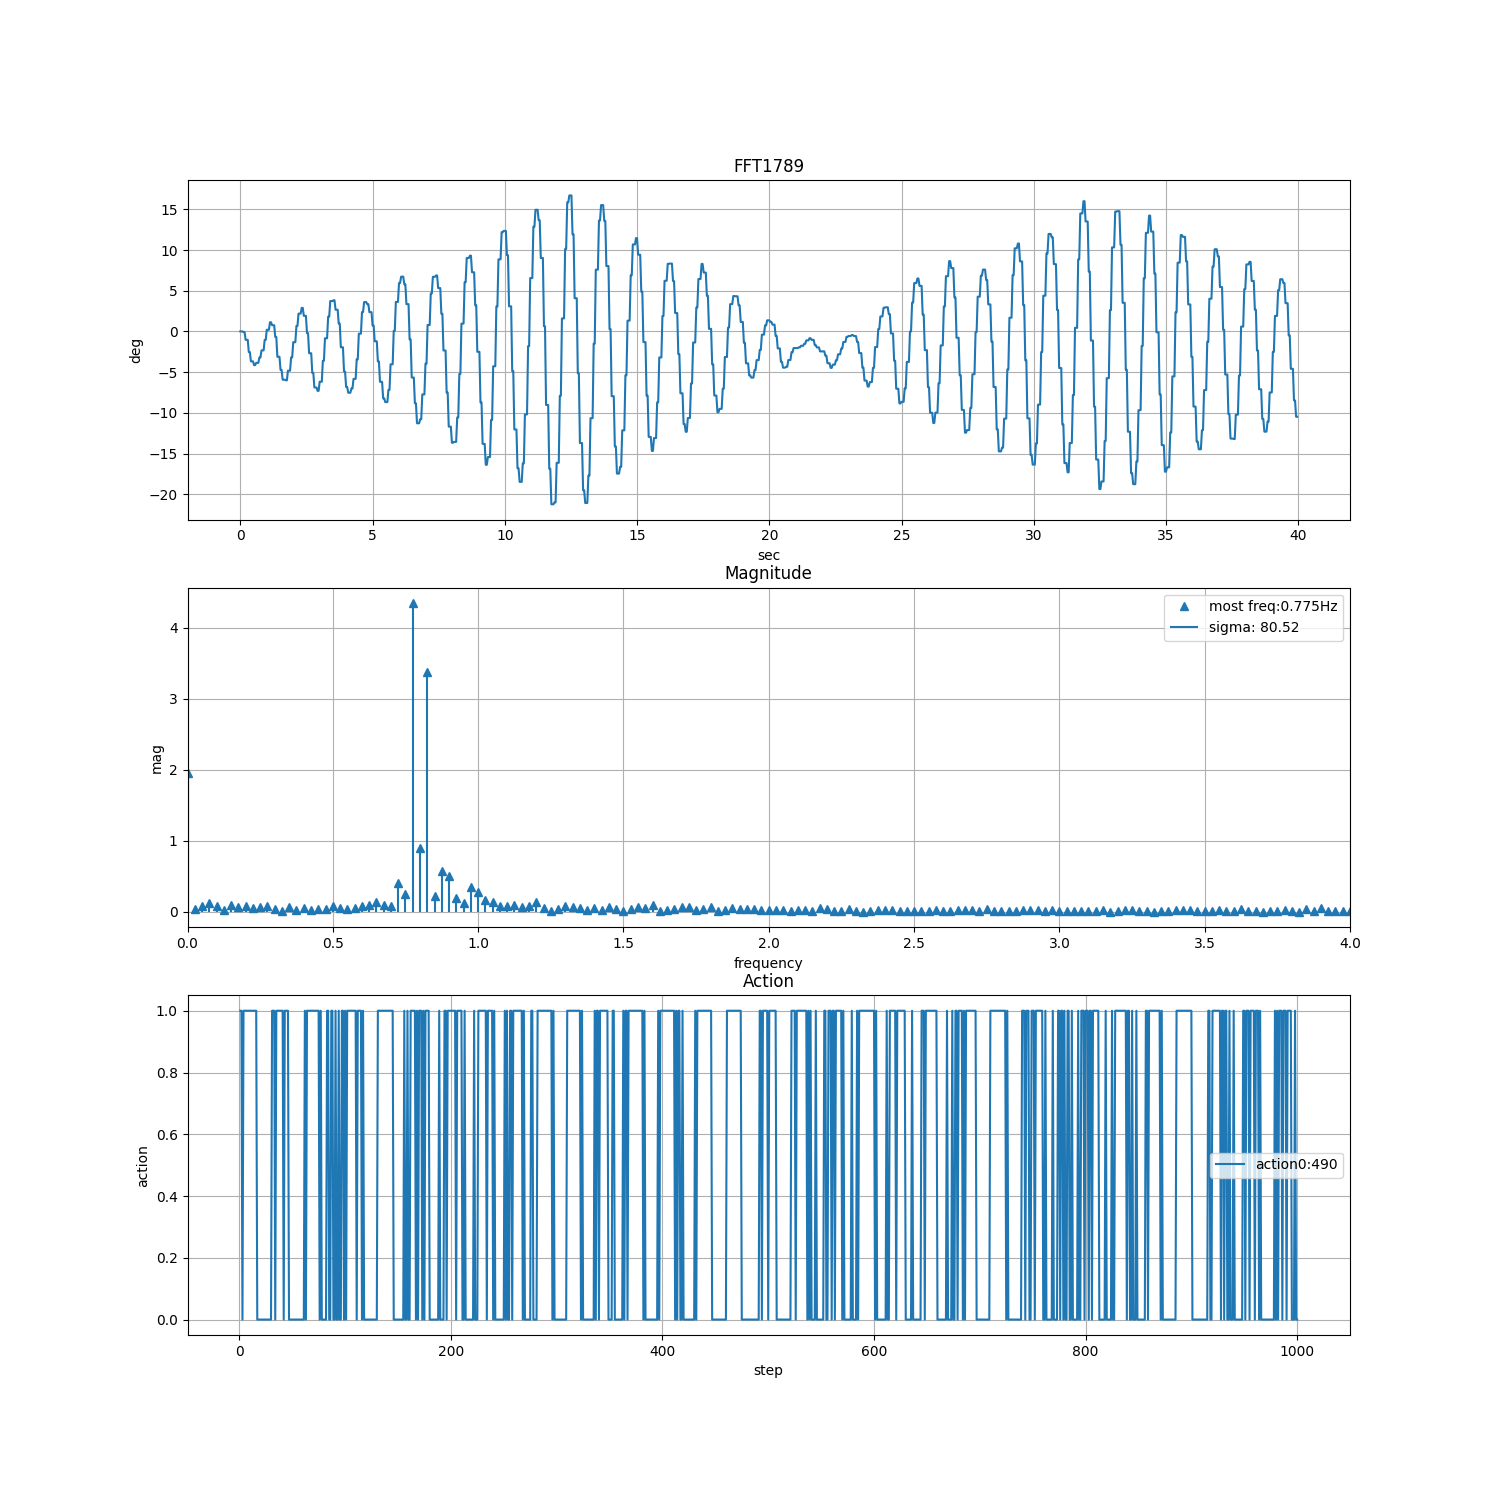 FFT1789
15
10
5
0
−5
−10
−15
−20
deg
0 5 10 15 20 25 30 35 40
sec
Magnitude
most freq:0.775Hz
sigma: 80.52
4
3
2
1
0
mag
0.0 0.5 1.0 1.5 2.0 2.5 3.0 3.5 4.0
frequency
Action
1.0
0.8
0.6
0.4
0.2
0.0
action
action0:490
0 200 400 600 800 1000
step